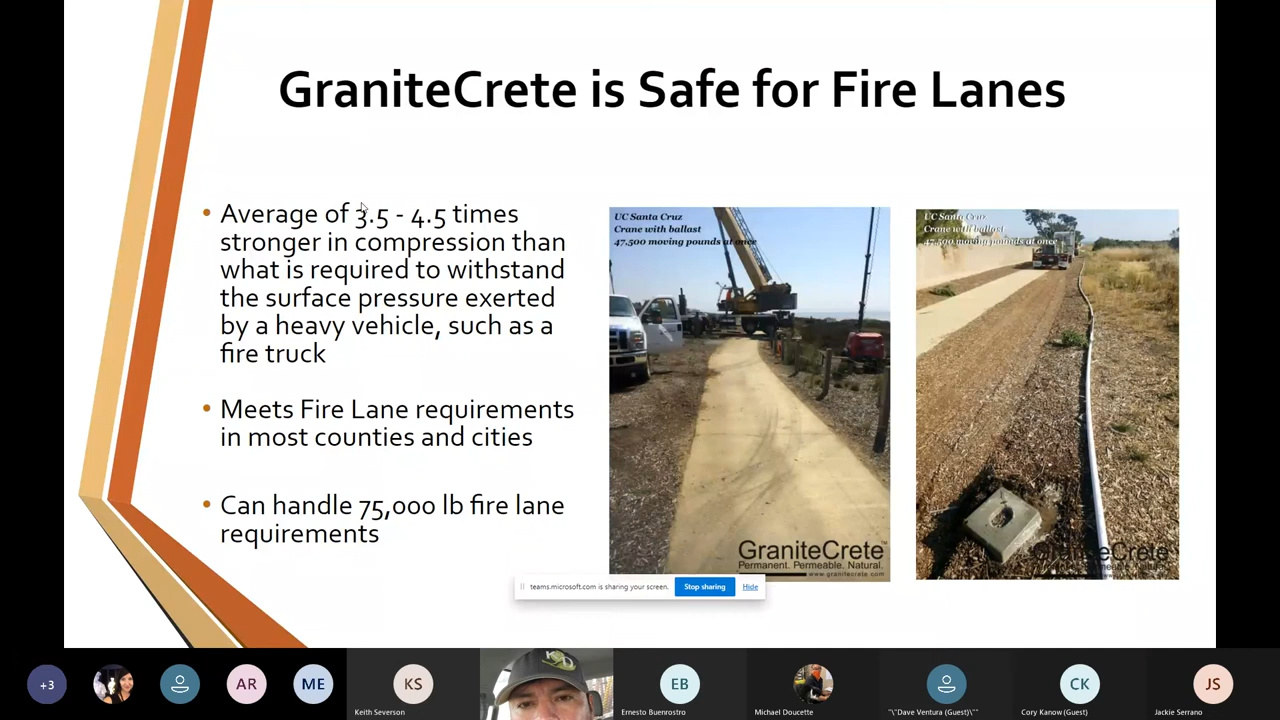 GraniteCrete is Safe for Fire Lanes
• Average of 3.5 - 4.5 times
stronger in compression than
what is required to withstand
the surface pressure exerted
by a heavy vehicle, such as a
fire truck
• Meets Fire Lane requirements
in most counties and cities
• Can handle 75,000 lb fire lane
requirements
UC Santa Cruz
Crane with ballast
47,500 moving pounds at once
GraniteCrete™
Permanent. Permeable. Natural.
www.granitecrete.com
UC Santa Cruz
Crane with ballast
47,500 moving pounds at once
GraniteCrete
Permanent. Permeable. Natural.
teams.microsoft.com is sharing your screen.
Stop sharing
Hide
+3
AR
ME
KS
Keith Severson
EB
Ernesto Buenrostro
Michael Doucette
"\"Dave Ventura (Guest)\""
CK
Cory Kanow (Guest)
JS
Jackie Serrano